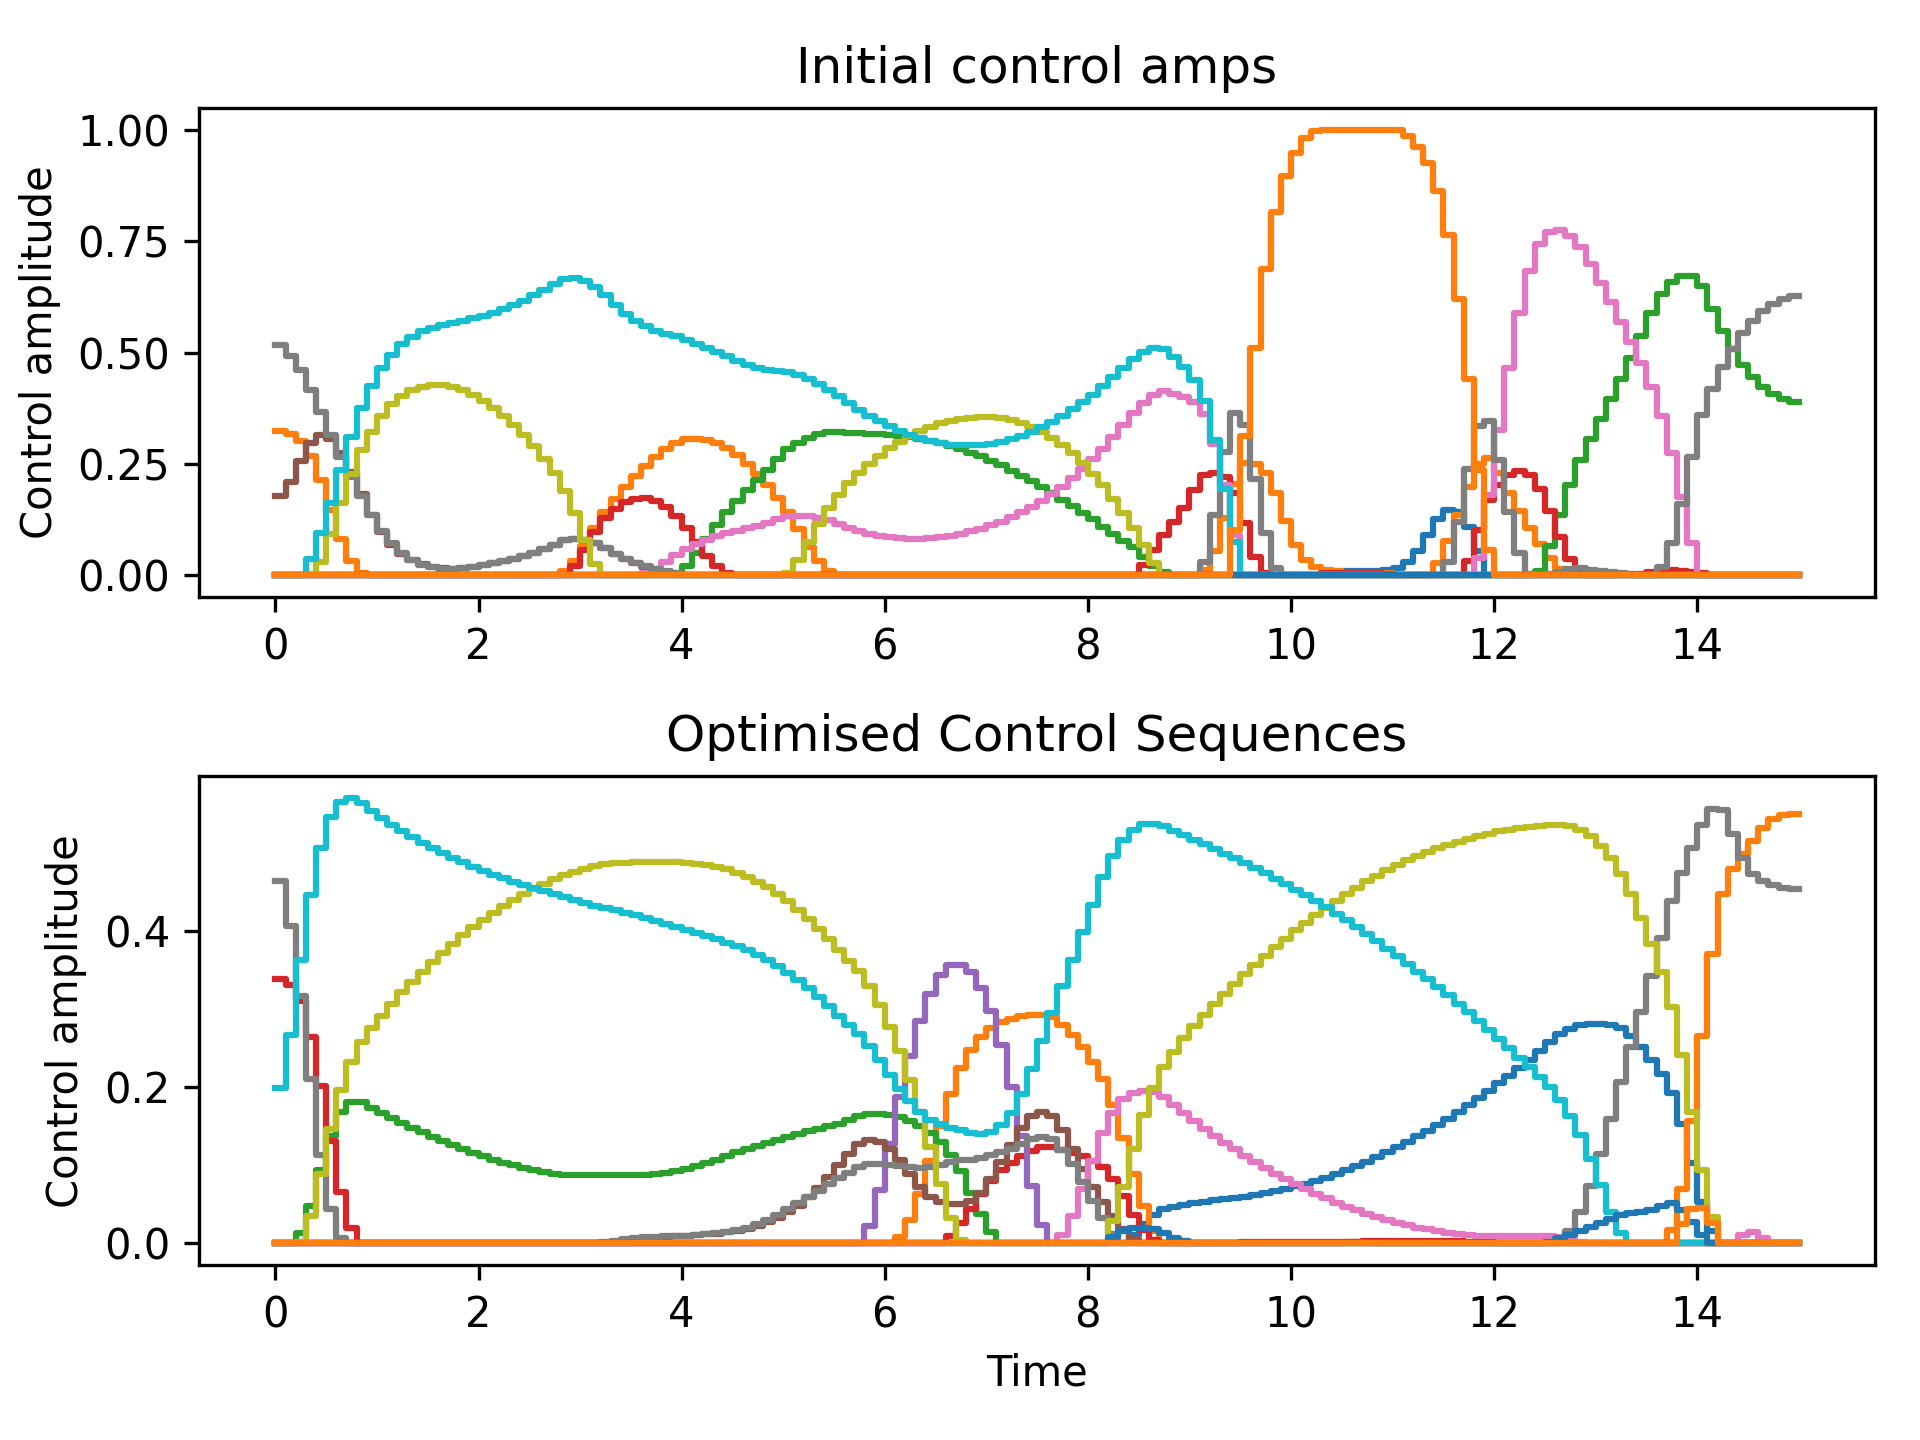 Initial control amps
Control amplitude
1.00
0.75
0.50
0.25
0.00
0 2 4 6 8 10 12 14
Optimised Control Sequences
Control amplitude
0.4
0.2
0.0
0 2 4 6 8 10 12 14
Time